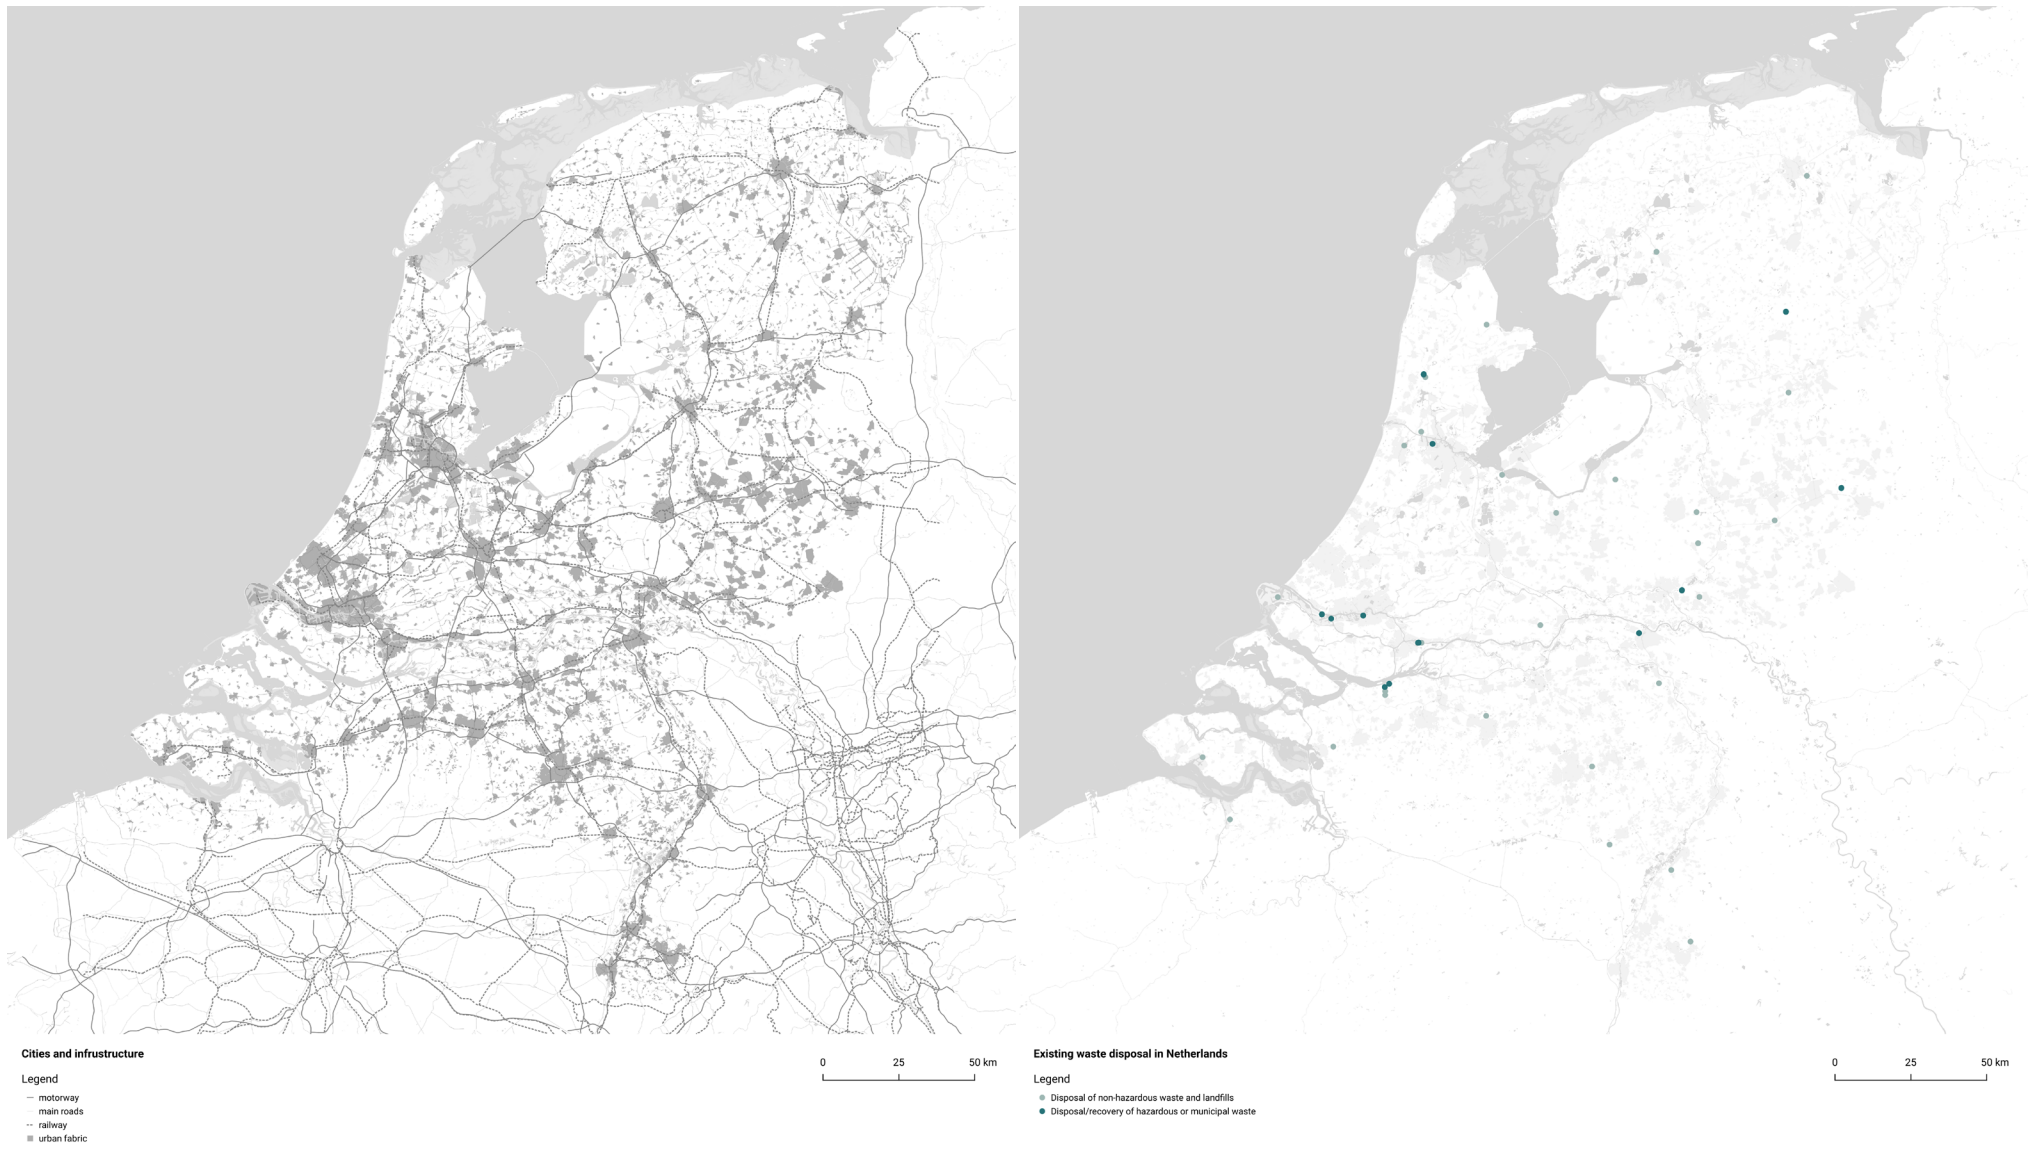 Cities and infrustructure
Legend
motorway
main roads
railway
urban fabric
0 25 50 km
Existing waste disposal in Netherlands
Legend
Disposal of non-hazardous waste and landfills
Disposal/recovery of hazardous or municipal waste
0 25 50 km